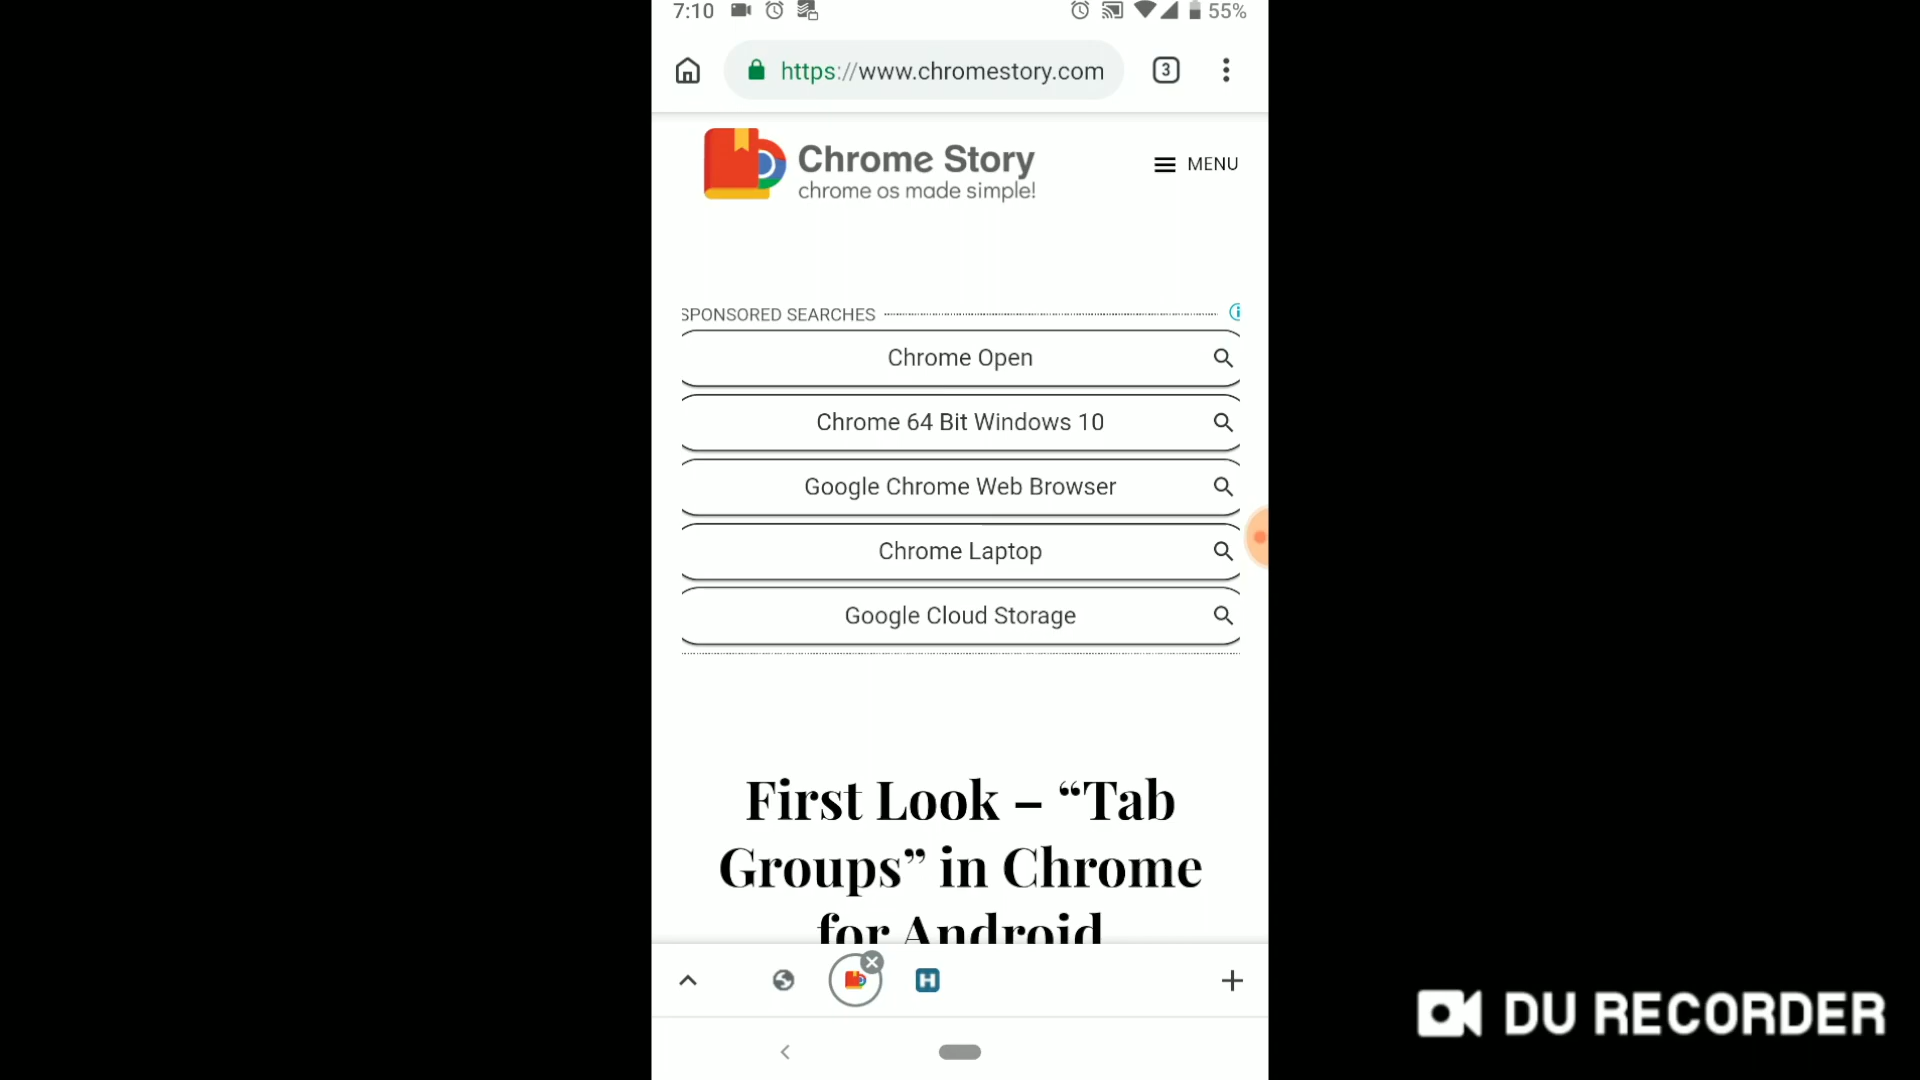 7:10
55%
https://www.chromestory.com
3
Chrome Story
chrome os made simple!
MENU
SPONSORED SEARCHES
Chrome Open
Chrome 64 Bit Windows 10
Google Chrome Web Browser
Chrome Laptop
Google Cloud Storage
First Look – “Tab
Groups” in Chrome
for Android
H
DU RECORDER